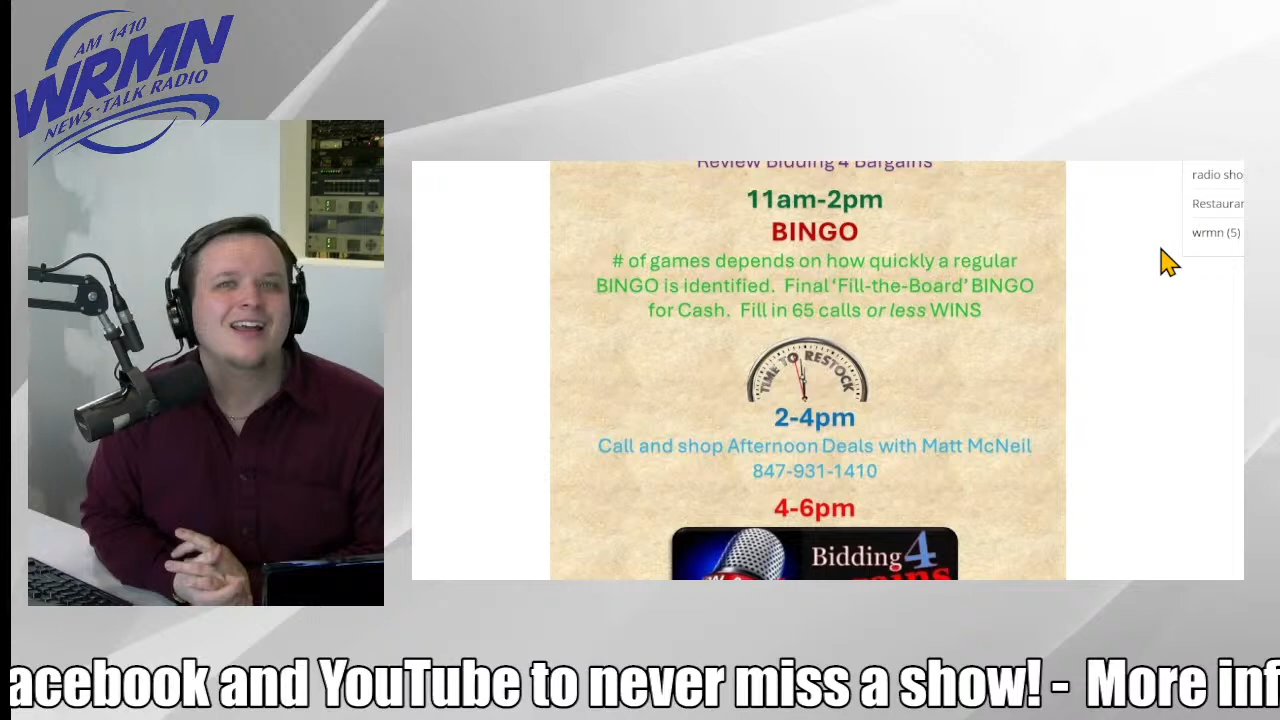 AM 1410
WRMN
NEWS·TALK RADIO
Review Bidding 4 Bargains
11am-2pm
BINGO
# of games depends on how quickly a regular
BINGO is identified. Final ‘Fill-the-Board’ BINGO
for Cash. Fill in 65 calls or less WINS
TIME TO RESTOCK
2-4pm
Call and shop Afternoon Deals with Matt McNeil
847-931-1410
4-6pm
Bidding 4
radio sho
Restauran
wrmn (5)
acebook and YouTube to never miss a show! - More inf